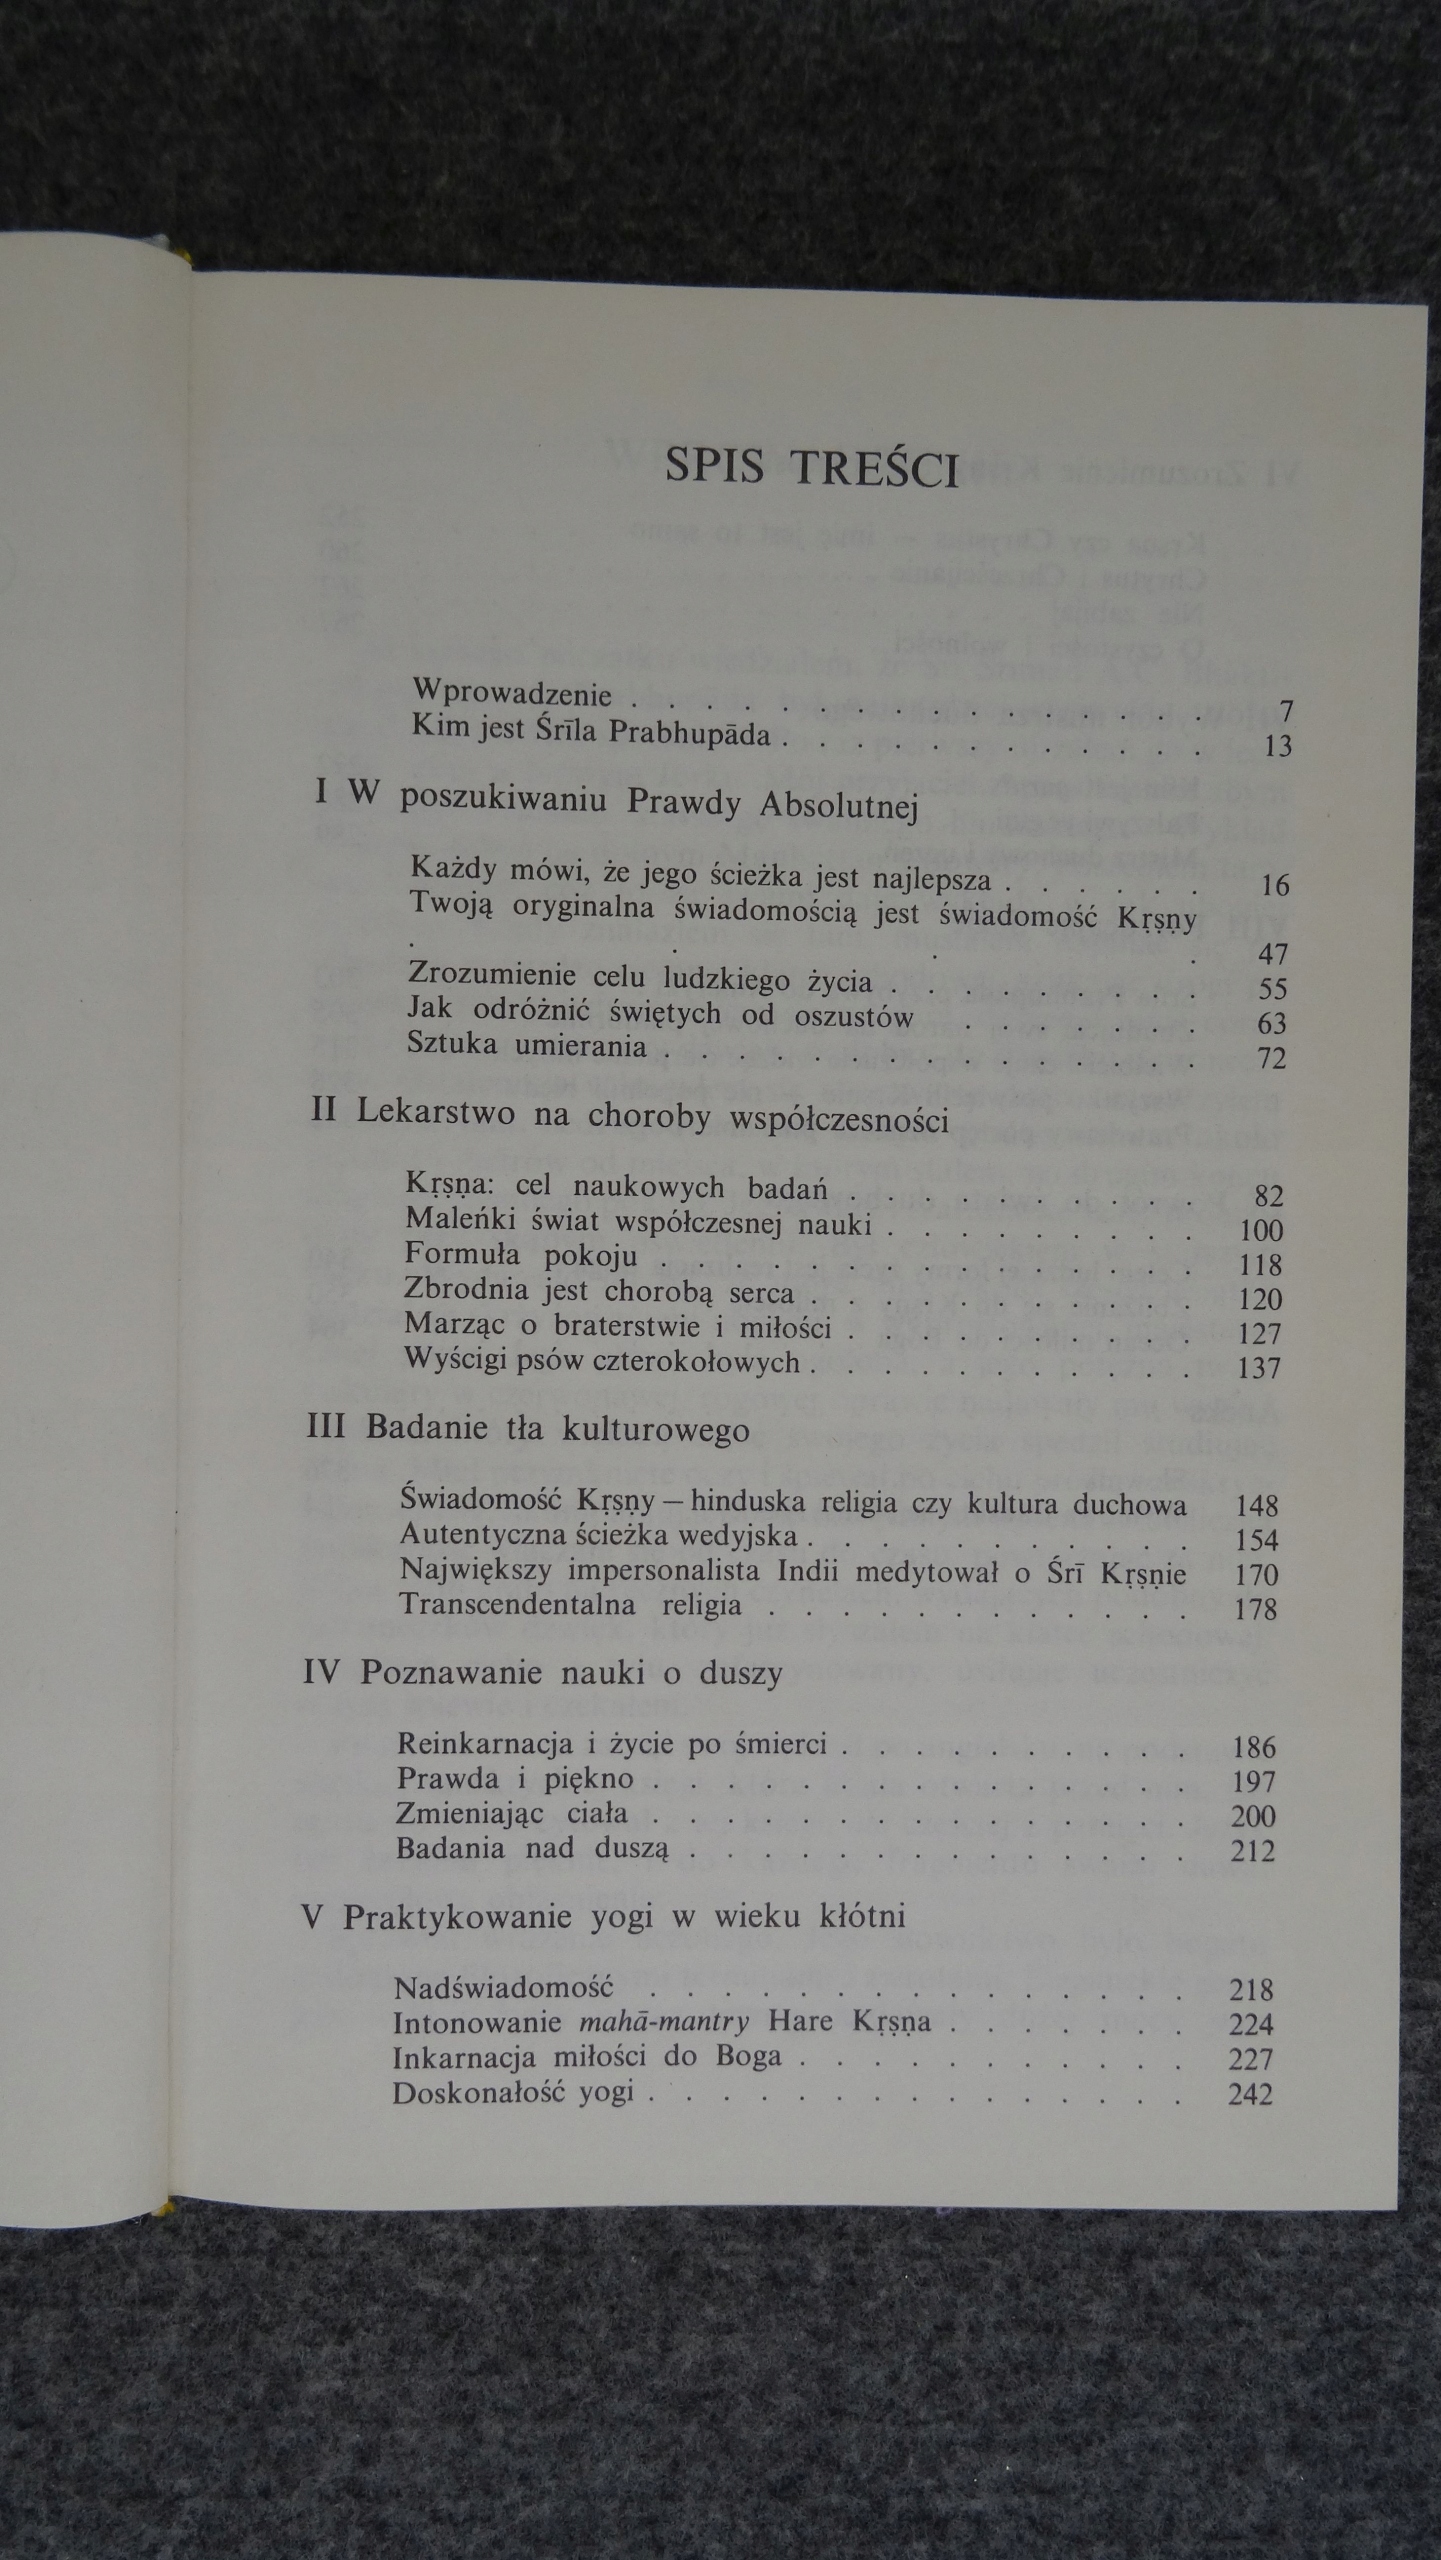 SPIS TREŚCI
Wprowadzenie . . . . . . . . . . . . . . . . 7
Kim jest Śrīla Prabhupāda . . . . . . . . . . . . 13
I W poszukiwaniu Prawdy Absolutnej
Każdy mówi, że jego ścieżka jest najlepsza . . . . . . 16
Twoją oryginalna świadomością jest świadomość Kṛṣṇy
. . . . 47
Zrozumienie celu ludzkiego życia . . . . . . . . . 55
Jak odróżnić świętych od oszustów . . . . . . . 63
Sztuka umierania . . . . . . . . . . . . . . . 72
II Lekarstwo na choroby współczesności
Kṛṣṇa: cel naukowych badań . . . . . . . . . . 82
Maleńki świat współczesnej nauki . . . . . . . . . 100
Formuła pokoju . . . . . . . . . . . . . . . 118
Zbrodnia jest chorobą serca . . . . . . . . . . . 120
Marząc o braterstwie i miłości . . . . . . . . . . 127
Wyścigi psów czterokołowych . . . . . . . . . . . 137
III Badanie tła kulturowego
Świadomość Kṛṣṇy – hinduska religia czy kultura duchowa 148
Autentyczna ścieżka wedyjska . . . . . . . . . . . 154
Największy impersonalista Indii medytował o Śrī Kṛṣṇie 170
Transcendentalna religia . . . . . . . . . . . . 178
IV Poznawanie nauki o duszy
Reinkarnacja i życie po śmierci . . . . . . . . . . 186
Prawda i piękno . . . . . . . . . . . . . . . 197
Zmieniając ciała . . . . . . . . . . . . . . . 200
Badania nad duszą . . . . . . . . . . . . . . 212
V Praktykowanie yogi w wieku kłótni
Nadświadomość . . . . . . . . . . . . . . . 218
Intonowanie mahā-mantry Hare Kṛṣṇa . . . . . . . 224
Inkarnacja miłości do Boga . . . . . . . . . . . 227
Doskonałość yogi . . . . . . . . . . . . . . . 242